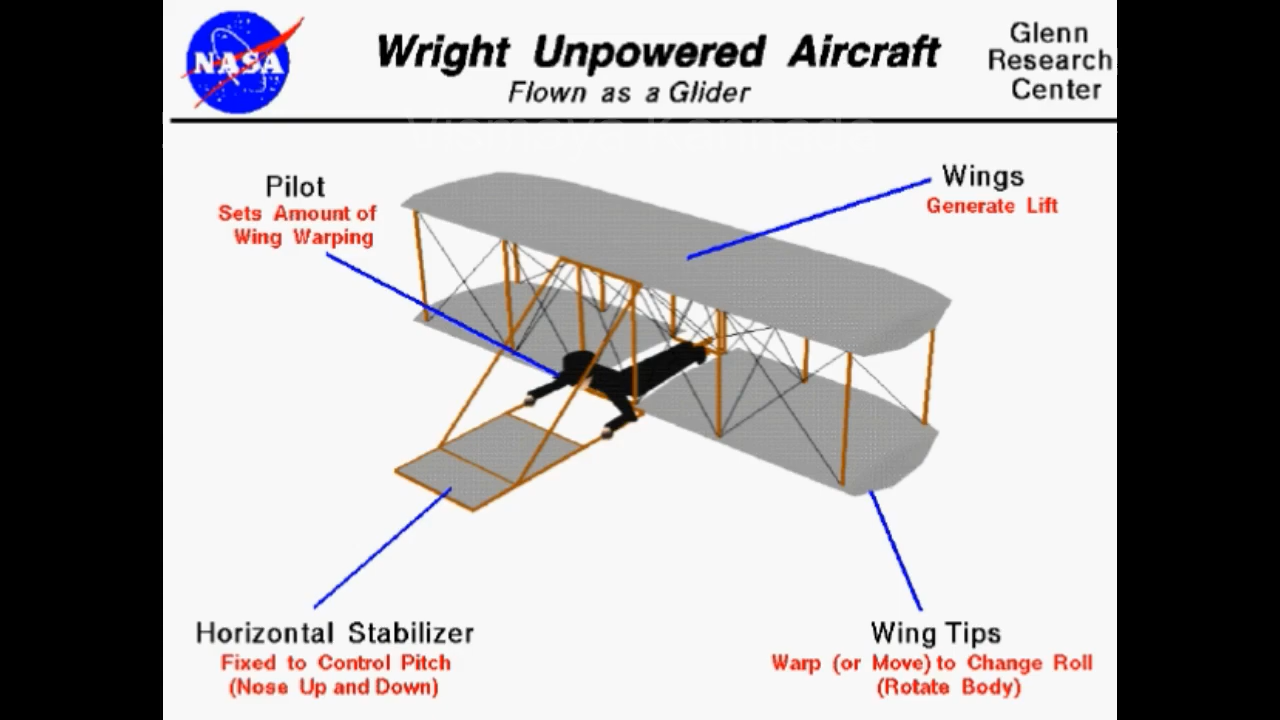 NASA
Wright Unpowered Aircraft
Flown as a Glider
Glenn
Research
Center
Vismaya Kannada
Pilot
Sets Amount of
Wing Warping
Wings
Generate Lift
Horizontal Stabilizer
Fixed to Control Pitch
(Nose Up and Down)
Wing Tips
Warp (or Move) to Change Roll
(Rotate Body)